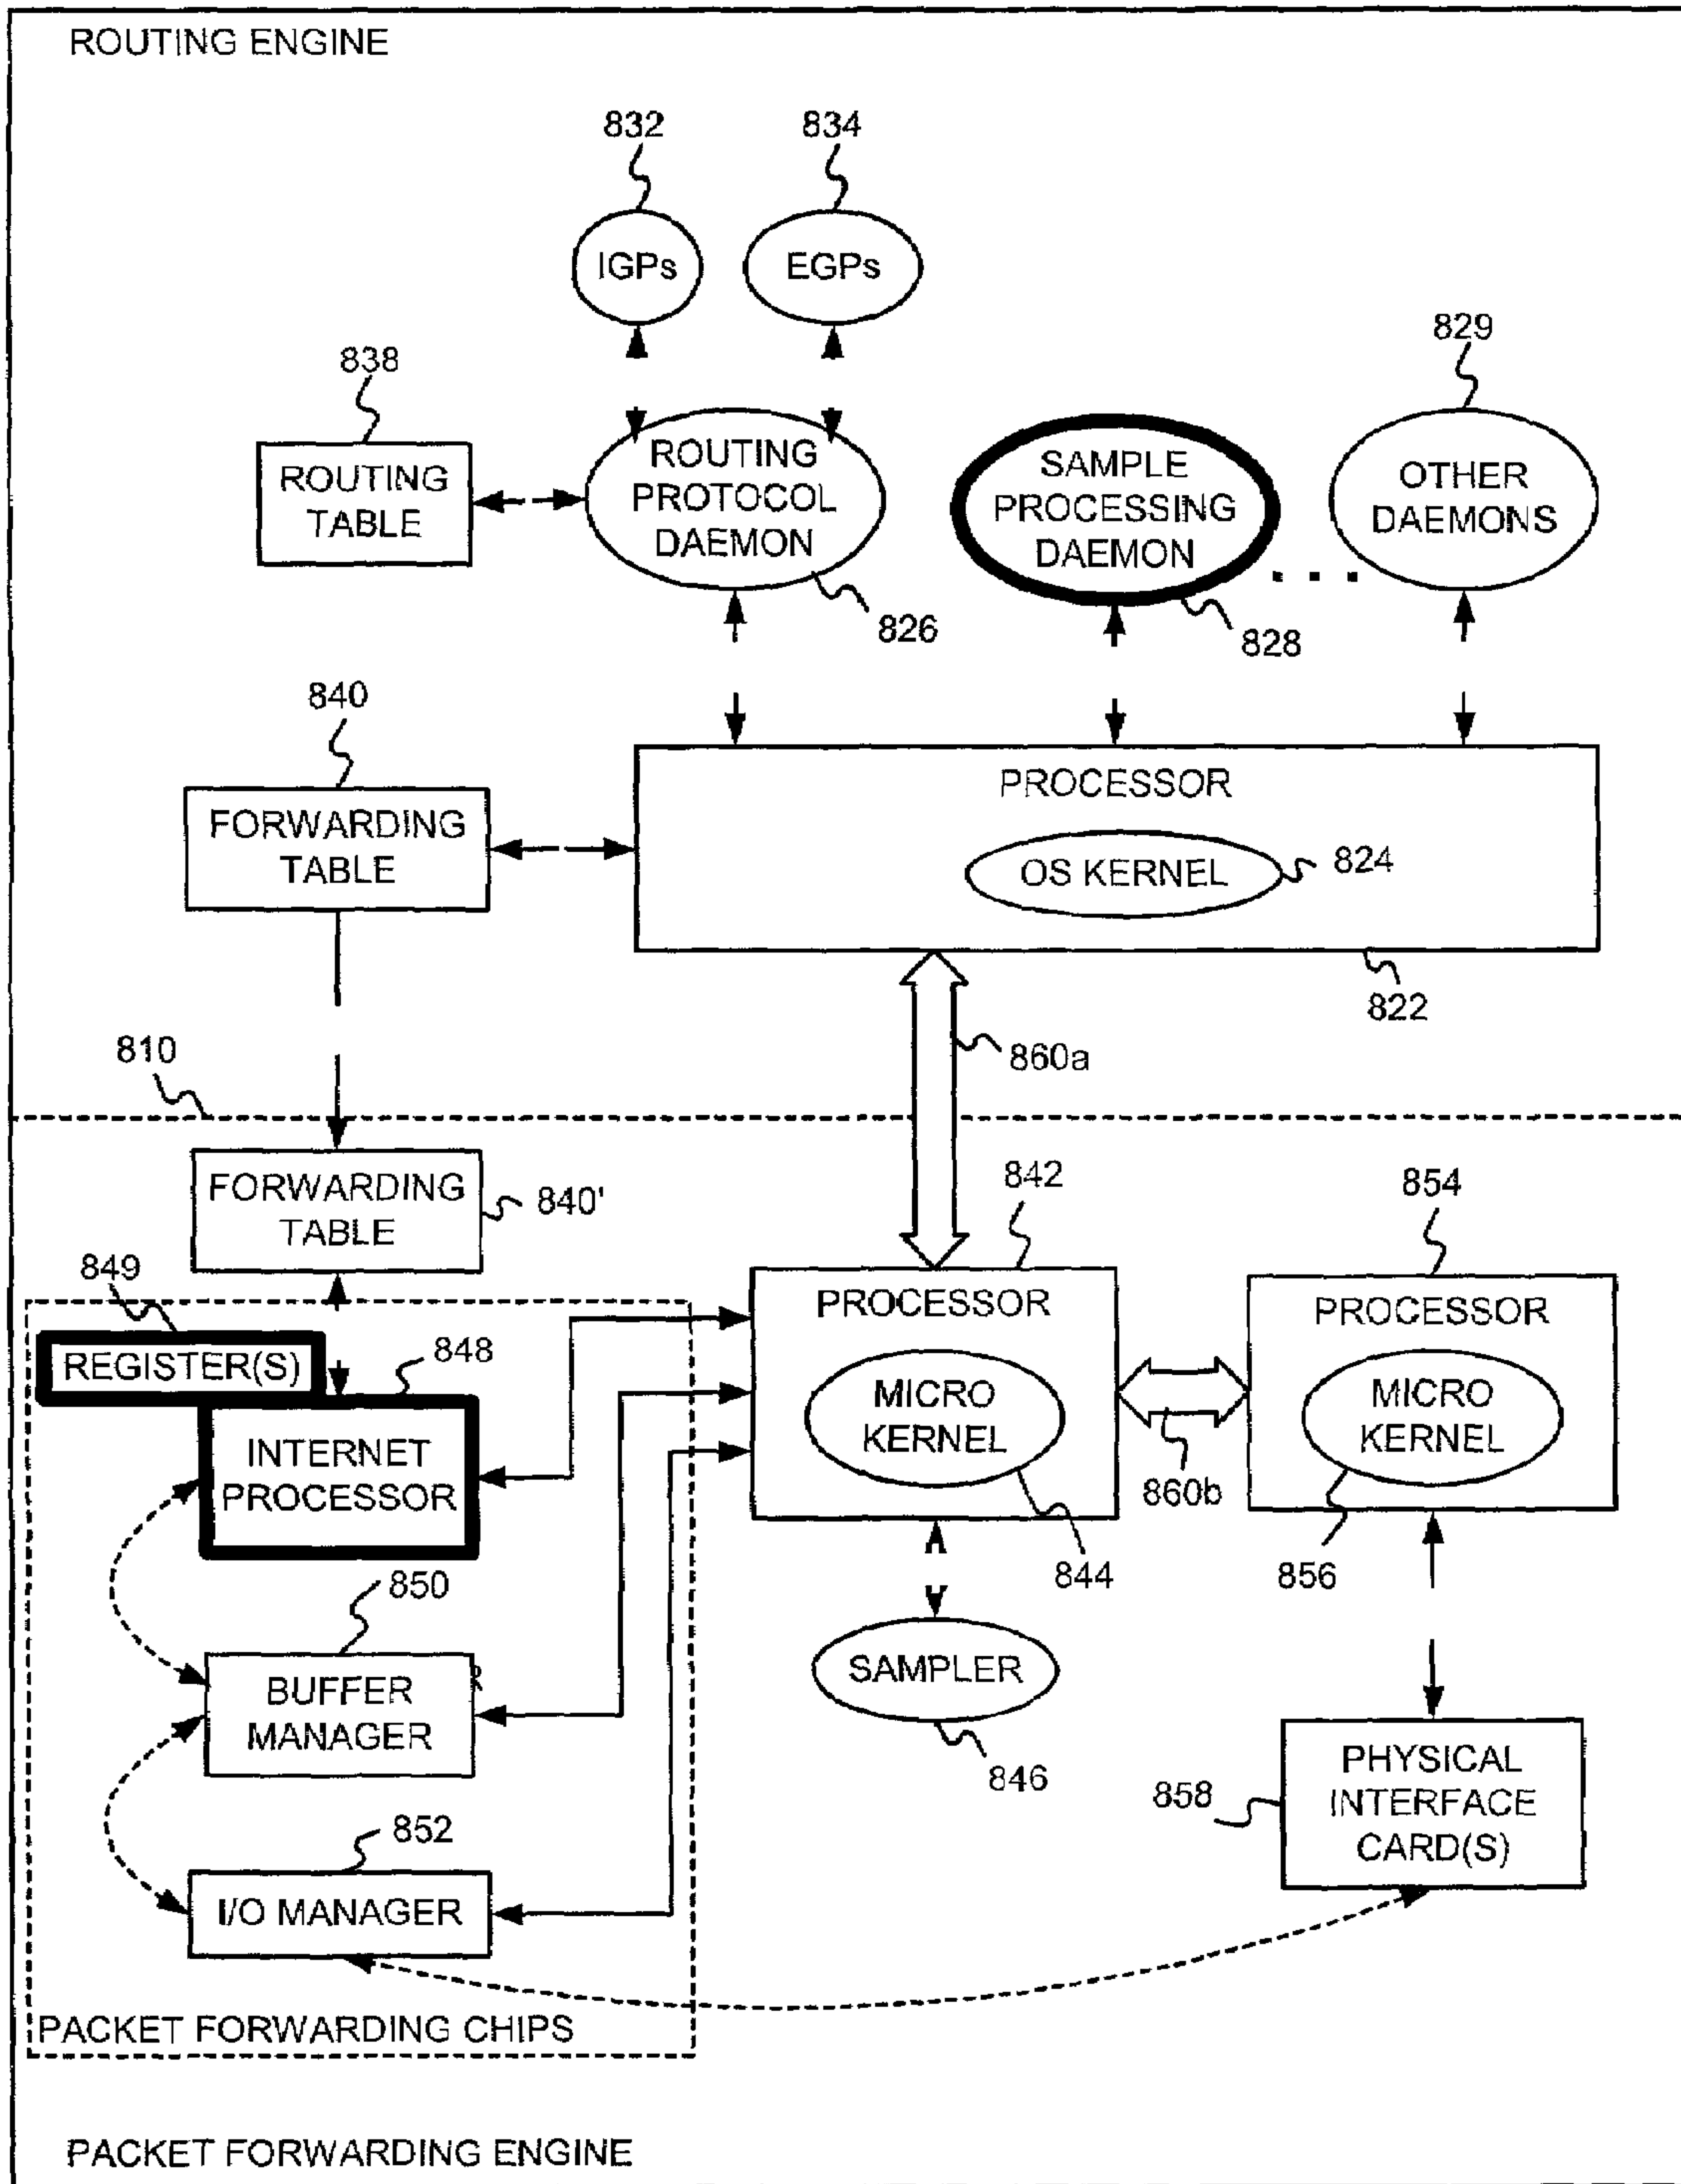 ROUTING ENGINE
832
834
IGPs
EGPs
829
838
ROUTING
TABLE
ROUTING
PROTOCOL
DAEMON
SAMPLE
PROCESSING
DAEMON
OTHER
DAEMONS
. . .
826
828
840
FORWARDING
TABLE
PROCESSOR
OS KERNEL
824
822
810
860a
FORWARDING
TABLE
840'
842
854
849
REGISTER(S)
848
PROCESSOR
PROCESSOR
MICRO
KERNEL
MICRO
KERNEL
INTERNET
PROCESSOR
860b
844
856
850
BUFFER
MANAGER
SAMPLER
846
PHYSICAL
INTERFACE
CARD(S)
858
852
I/O MANAGER
PACKET FORWARDING CHIPS
PACKET FORWARDING ENGINE